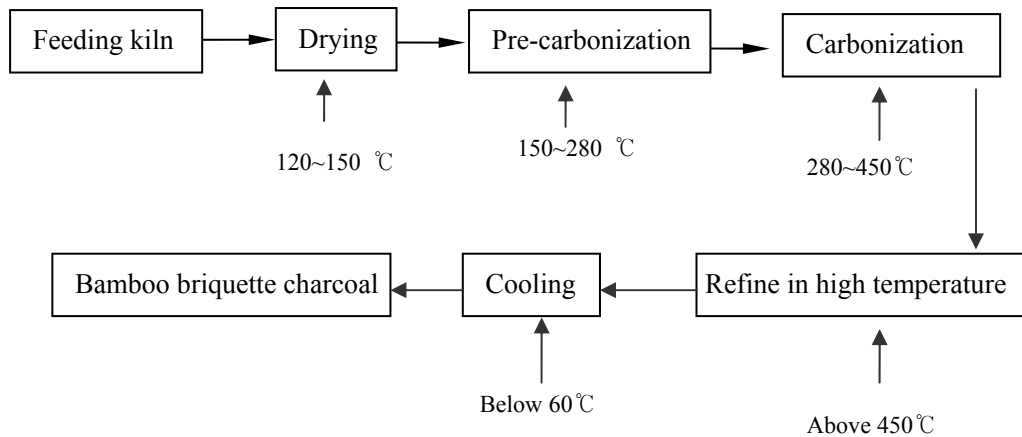 Feeding kiln
Drying
Pre-carbonization
Carbonization
120~150 ℃
150~280 ℃
280~450℃
Bamboo briquette charcoal
Cooling
Refine in high temperature
Below 60℃
Above 450℃